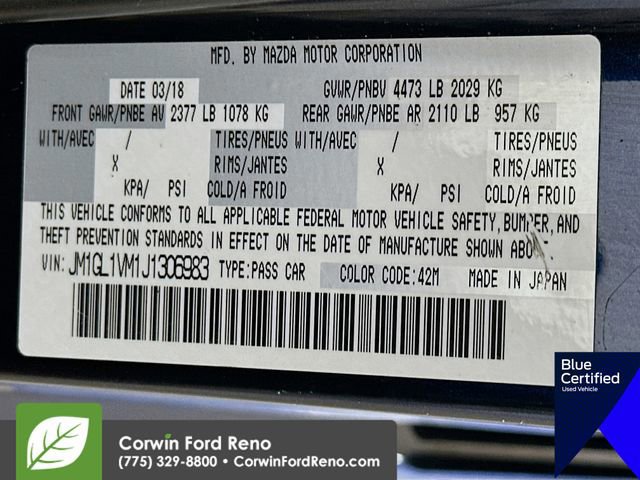 MFD. BY MAZDA MOTOR CORPORATION
DATE 03/18 GVWR/PNBV 4473 LB 2029 KG
FRONT GAWR/PNBE AV 2377 LB 1078 KG REAR GAWR/PNBE AR 2110 LB 957 KG
WITH/AVEC / TIRES/PNEUS WITH/AVEC / TIRES/PNEUS
X RIMS/JANTES X RIMS/JANTES
KPA/ PSI COLD/A FROID KPA/ PSI COLD/A FROID
THIS VEHICLE CONFORMS TO ALL APPLICABLE FEDERAL MOTOR VEHICLE SAFETY, BUMPER, AND
THEFT PREVENTION STANDARDS IN EFFECT ON THE DATE OF MANUFACTURE SHOWN ABO
VIN: JM1GL1VM1J1306983 TYPE:PASS CAR COLOR CODE:42M MADE IN JAPAN
Blue
Certified
Used Vehicle
Corwin Ford Reno
(775) 329-8800 • CorwinFordReno.com